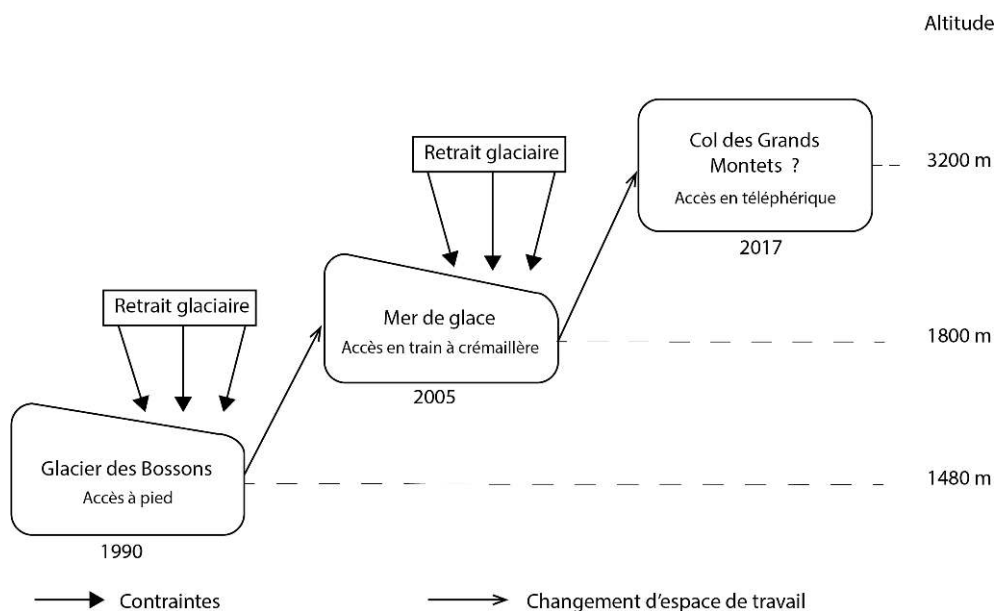 Altitude
Col des Grands
Montets ?
Accès en téléphérique
3200 m
2017
Retrait glaciaire
Mer de glace
Accès en train à crémaillère
1800 m
2005
Retrait glaciaire
Glacier des Bossons
Accès à pied
1480 m
1990
Contraintes
Changement d'espace de travail